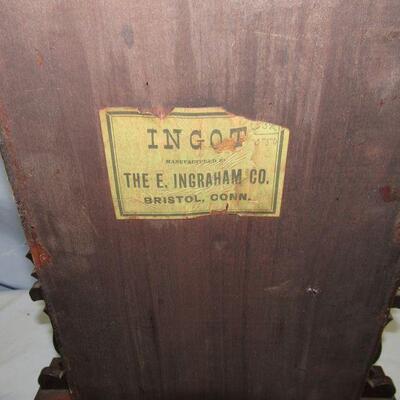 INGOT
MANUFACTURED BY
THE E. INGRAHAM CO.
BRISTOL, CONN.